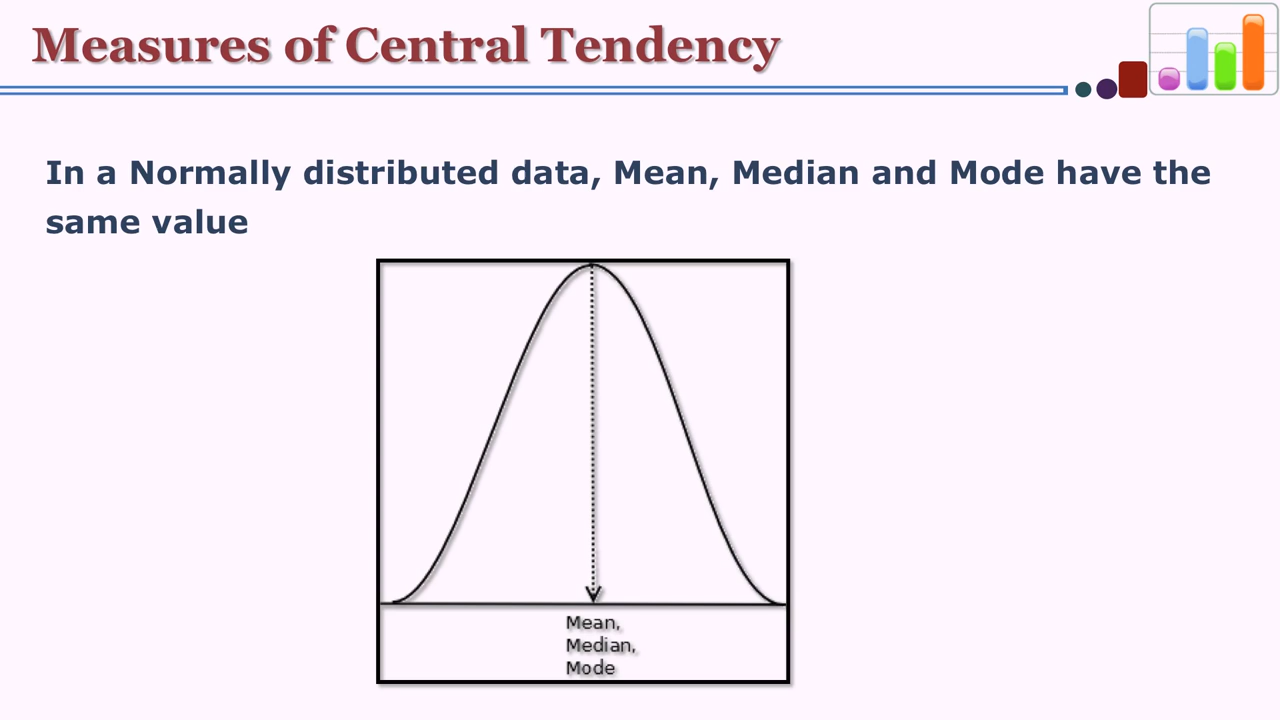 Measures of Central Tendency
In a Normally distributed data, Mean, Median and Mode have the
same value
Mean,
Median,
Mode